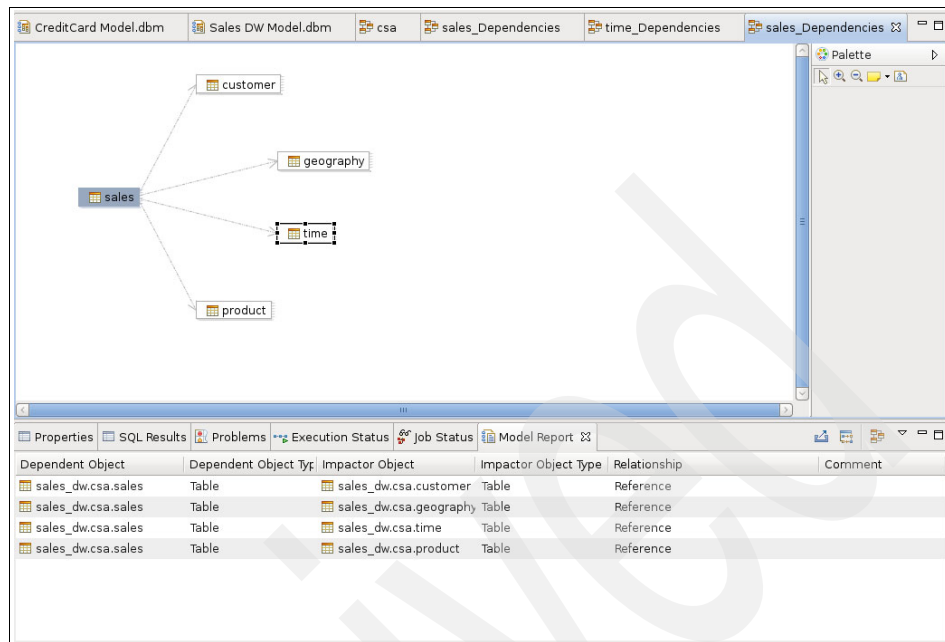 CreditCard Model.dbm
Sales DW Model.dbm
csa
sales_Dependencies
time_Dependencies
sales_Dependencies
Palette
customer
geography
sales
time
product
Properties
SQL Results
Problems
Execution Status
Job Status
Model Report
Dependent Object Dependent Object Typ Impactor Object Impactor Object Type Relationship Comment
sales_dw.csa.sales Table sales_dw.csa.customer Table Reference
sales_dw.csa.sales Table sales_dw.csa.geography Table Reference
sales_dw.csa.sales Table sales_dw.csa.time Table Reference
sales_dw.csa.sales Table sales_dw.csa.product Table Reference